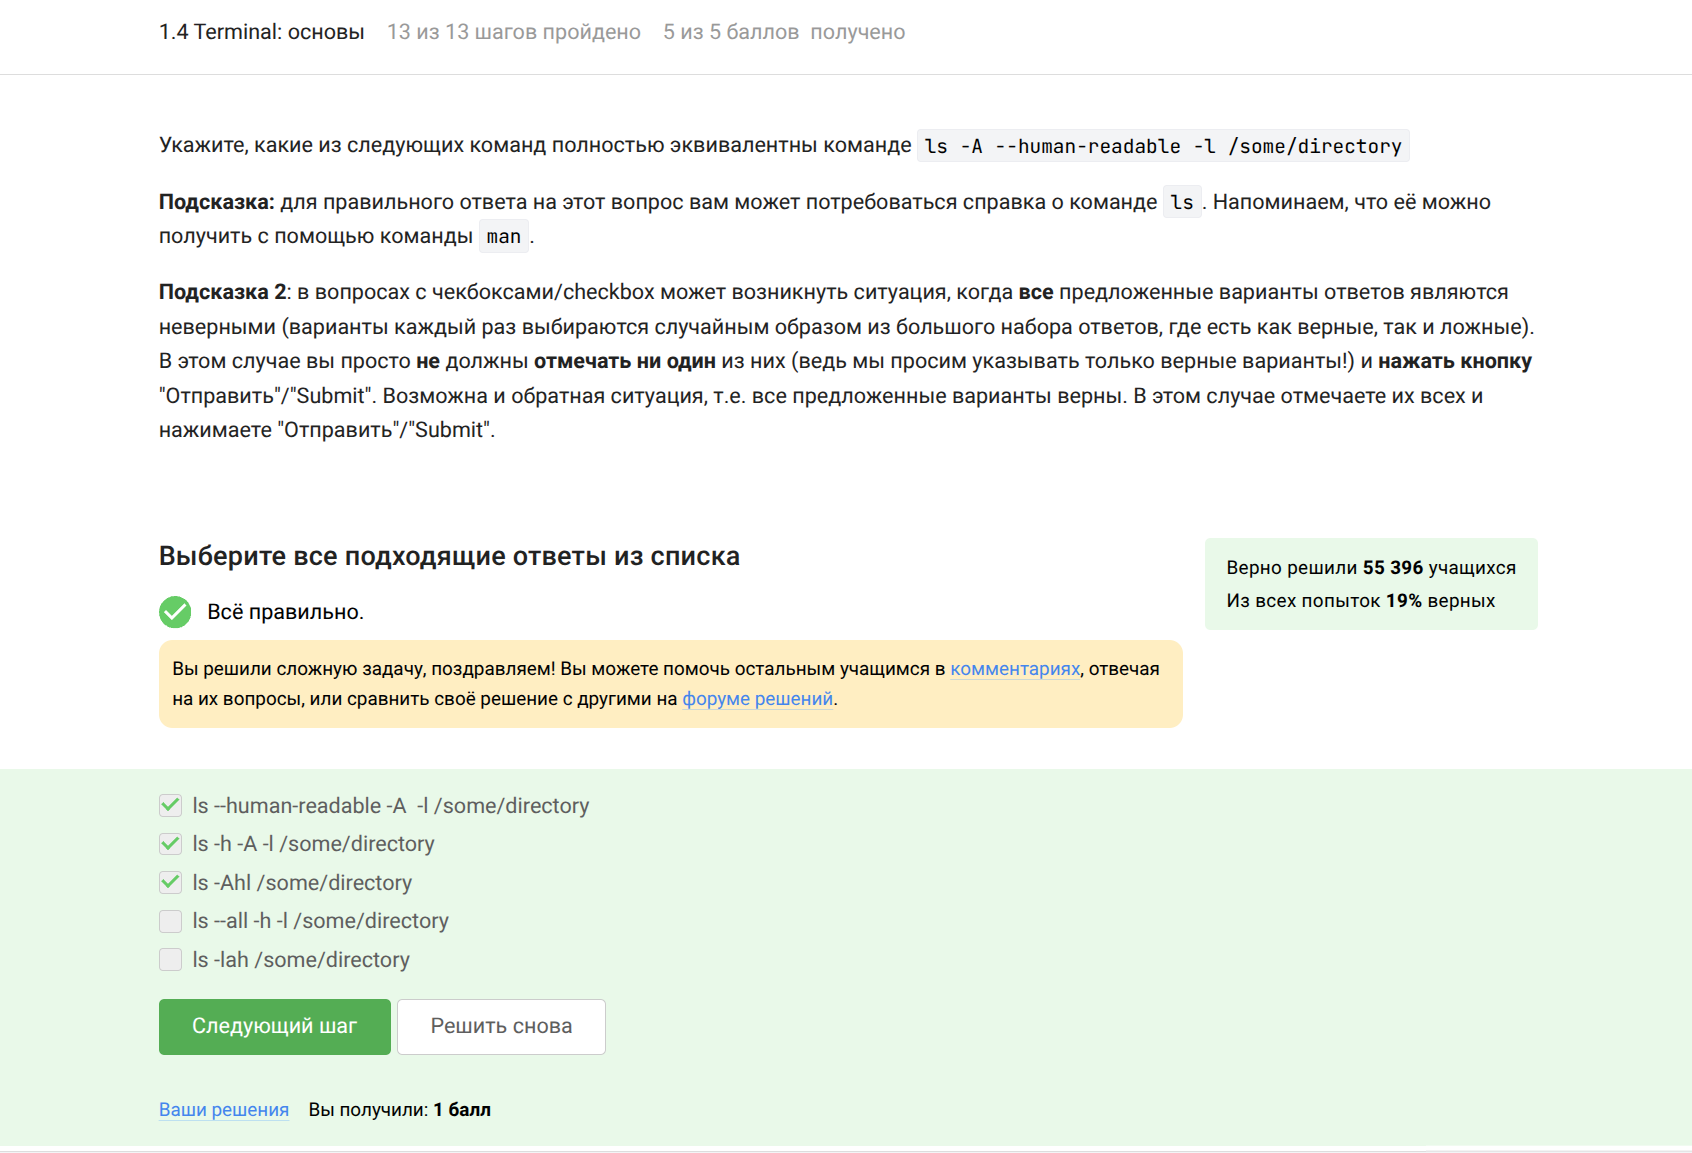 1.4 Terminal: основы 13 из 13 шагов пройдено 5 из 5 баллов получено
Укажите, какие из следующих команд полностью эквивалентны команде ls -A --human-readable -l /some/directory
Подсказка: для правильного ответа на этот вопрос вам может потребоваться справка о команде ls. Напоминаем, что её можно
получить с помощью команды man.
Подсказка 2: в вопросах с чекбоксами/checkbox может возникнуть ситуация, когда все предложенные варианты ответов являются
неверными (варианты каждый раз выбираются случайным образом из большого набора ответов, где есть как верные, так и ложные).
В этом случае вы просто не должны отмечать ни один из них (ведь мы просим указывать только верные варианты!) и нажать кнопку
"Отправить"/"Submit". Возможна и обратная ситуация, т.е. все предложенные варианты верны. В этом случае отмечаете их всех и
нажимаете "Отправить"/"Submit".
Выберите все подходящие ответы из списка
Верно решили 55 396 учащихся
Из всех попыток 19% верных
Всё правильно.
Вы решили сложную задачу, поздравляем! Вы можете помочь остальным учащимся в комментариях, отвечая
на их вопросы, или сравнить своё решение с другими на форуме решений.
ls --human-readable -A  -l /some/directory
ls -h -A -l /some/directory
ls -Ahl /some/directory
ls --all -h -l /some/directory
ls -lah /some/directory
Следующий шаг Решить снова
Ваши решения Вы получили: 1 балл